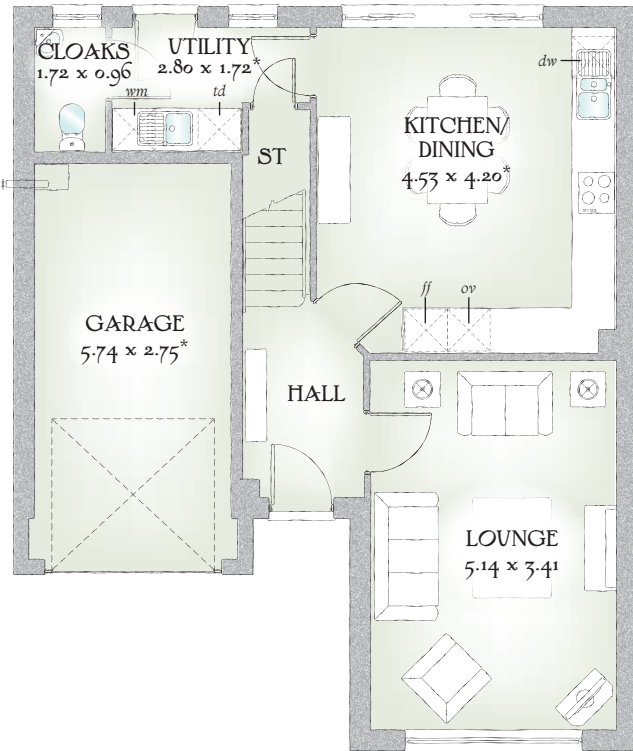 CLOAKS
1.72 x 0.96
UTILITY
2.80 x 1.72*
wm
td
dw
ST
KITCHEN/
DINING
4.53 x 4.20*
ff
ov
GARAGE
5.74 x 2.75*
HALL
LOUNGE
5.14 x 3.41